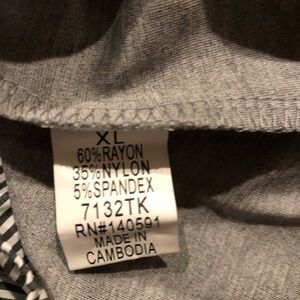 XL
60%RAYON
35%NYLON
5%SPANDEX
7132TK
RN#140591
MADE IN
CAMBODIA